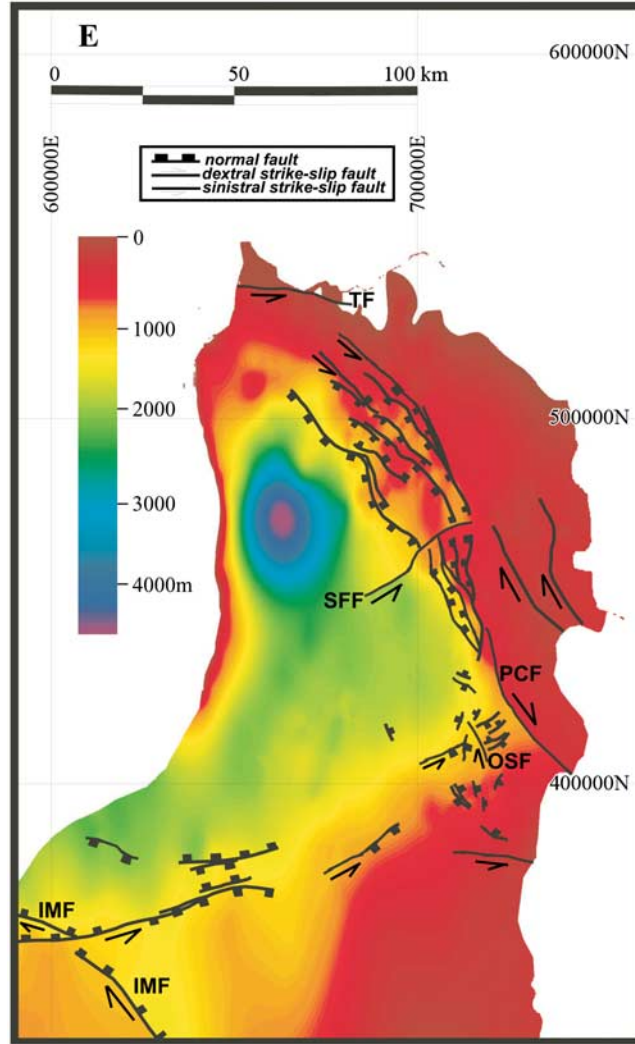 E
600000N
0 50 100 km
600000E
700000E
normal fault
dextral strike-slip fault
sinistral strike-slip fault
0
1000
2000
3000
4000m
TF
500000N
SFF
PCF
OSF
400000N
IMF
IMF